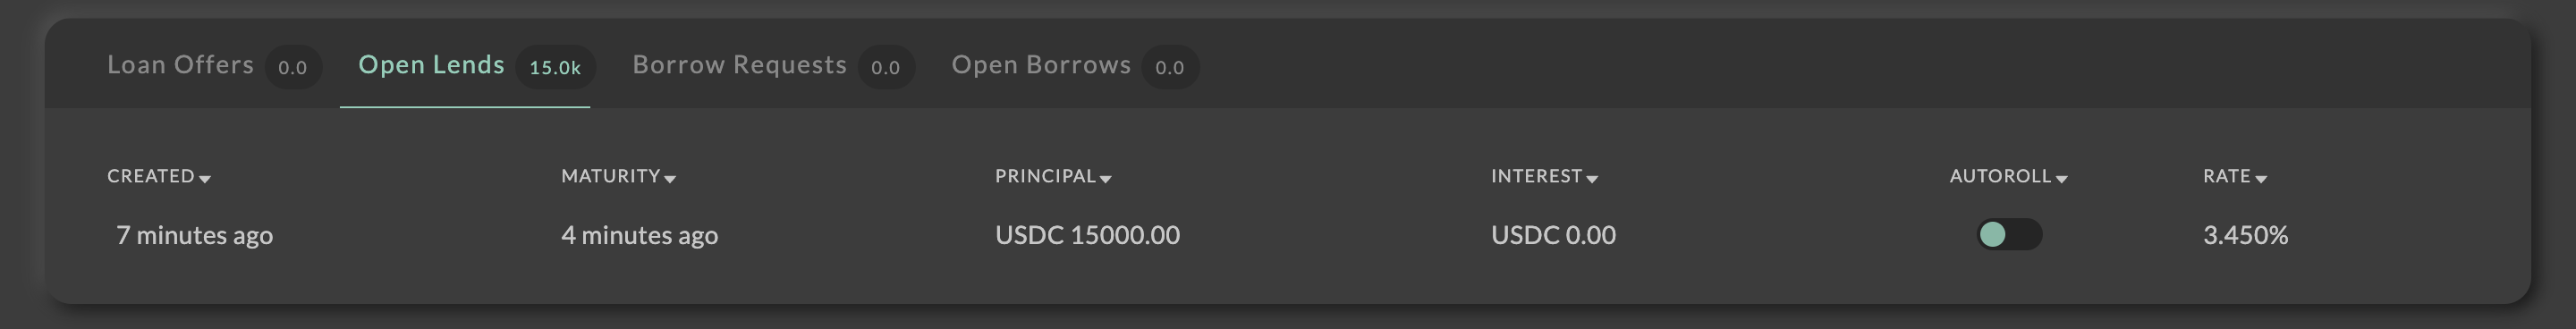 Loan Offers 0.0 Open Lends 15.0k Borrow Requests 0.0 Open Borrows 0.0
CREATED MATURITY PRINCIPAL INTEREST AUTOROLL RATE
7 minutes ago 4 minutes ago USDC 15000.00 USDC 0.00 3.450%